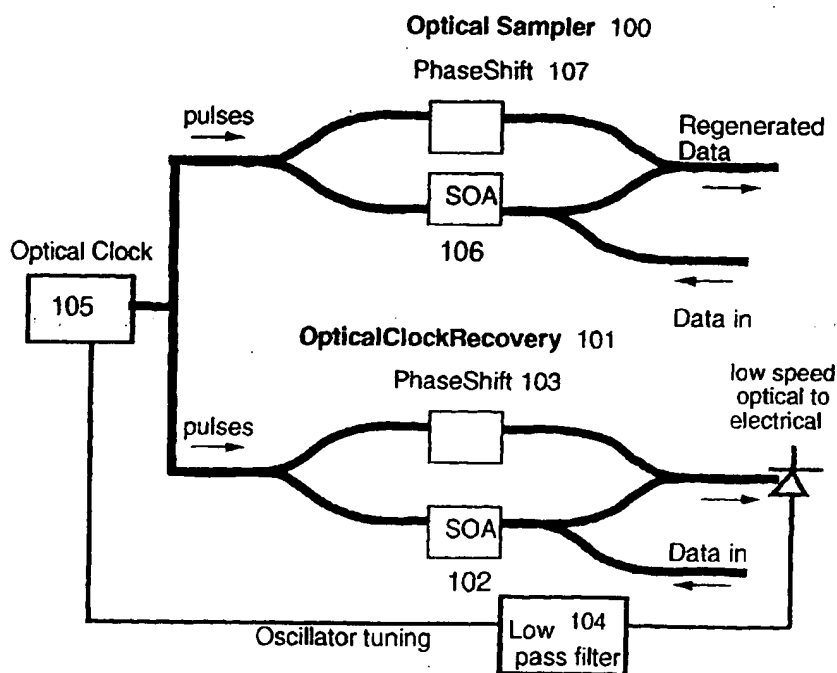 Optical Sampler 100
PhaseShift 107
pulses
Regenerated
Data
SOA
106
Optical Clock
105
Data in
OpticalClockRecovery 101
PhaseShift 103
low speed
optical to
electrical
pulses
SOA
Data in
102
104
Low
pass filter
Oscillator tuning